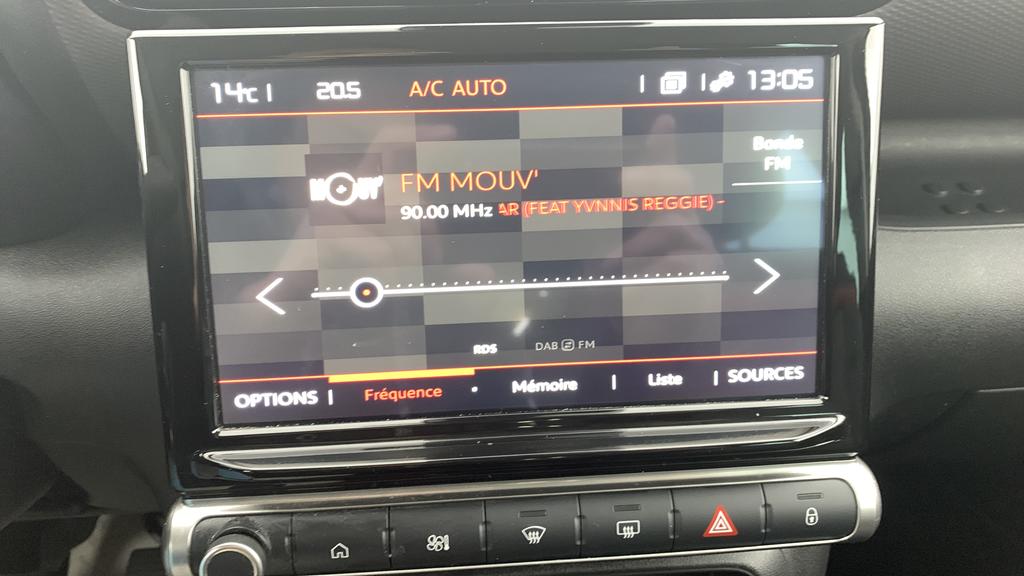 14°c | 20.5 A/C AUTO 13:05
Bande
FM
MOUV'
FM MOUV'
90.00 MHz AR (FEAT YVNNIS REGGIE) -
RDS DAB FM
OPTIONS | Fréquence Mémoire | Liste | SOURCES